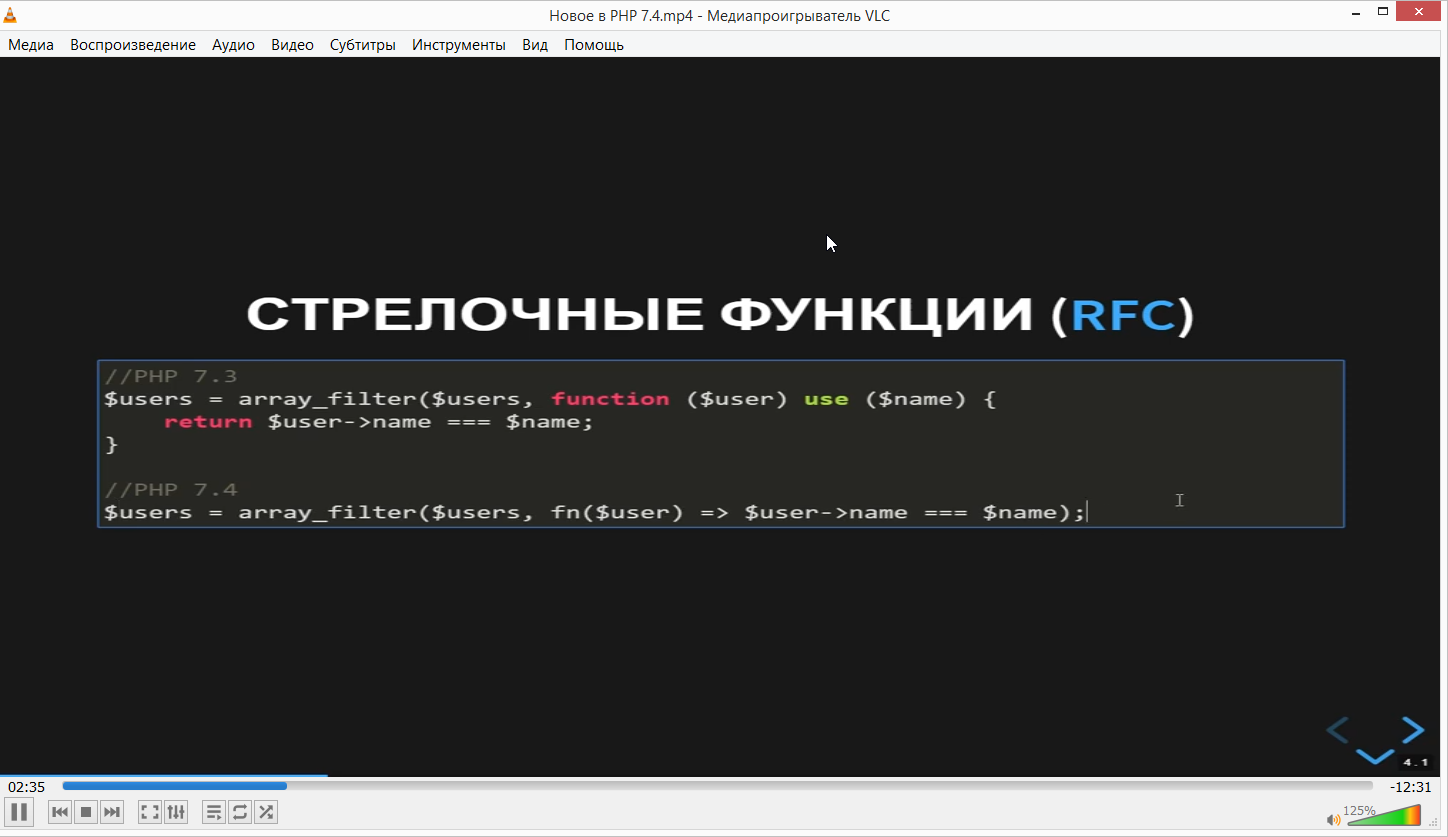 Новое в PHP 7.4.mp4 - Медиапроигрыватель VLC
Медиа Воспроизведение Аудио Видео Субтитры Инструменты Вид Помощь
СТРЕЛОЧНЫЕ ФУНКЦИИ (RFC)
//PHP 7.3
$users = array_filter($users, function ($user) use ($name) {
    return $user->name === $name;
}
//PHP 7.4
$users = array_filter($users, fn($user) => $user->name === $name);
4.1
02:35 -12:31
125%